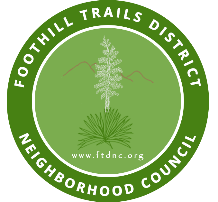 FOOTHILL TRAILS DISTRICT
www.ftdnc.org
NEIGHBORHOOD COUNCIL